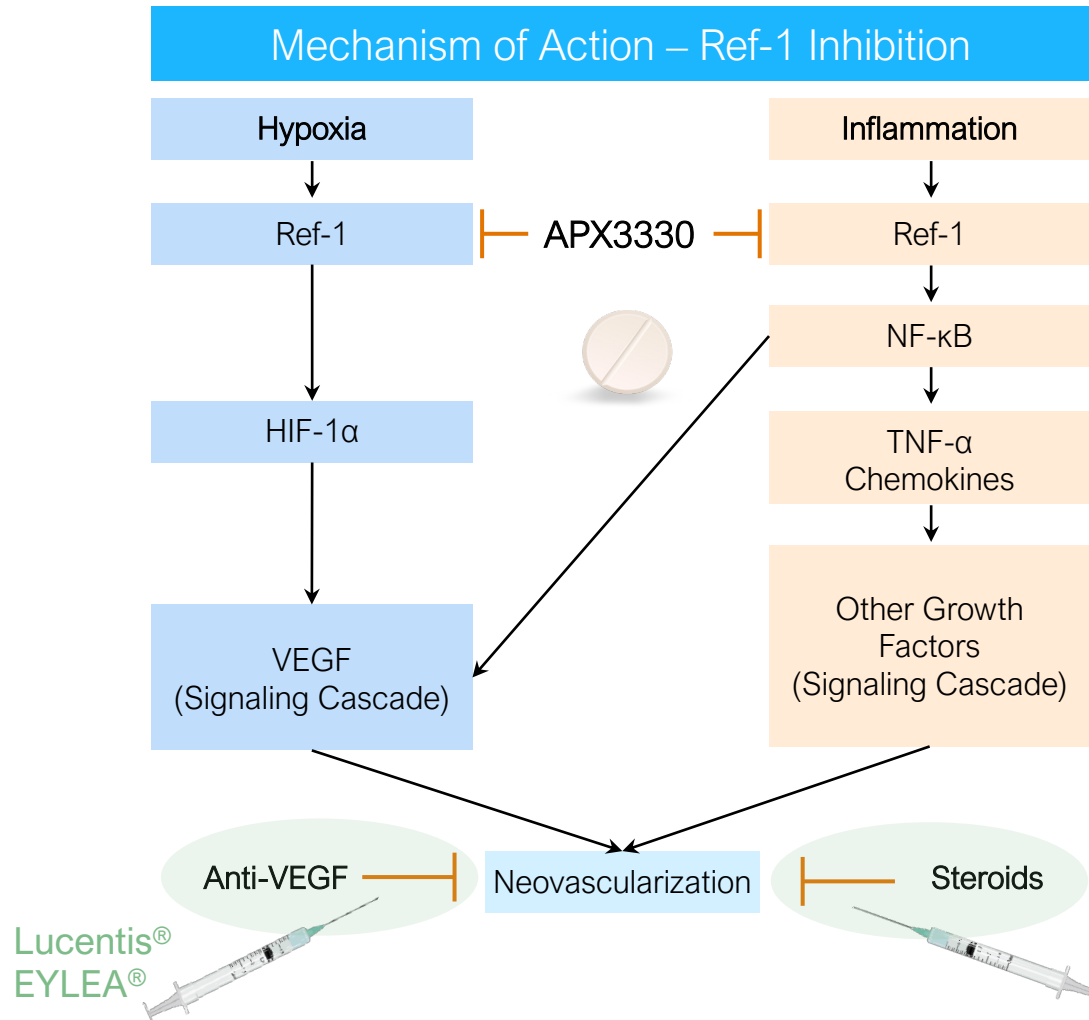 Mechanism of Action – Ref-1 Inhibition
Hypoxia
Inflammation
Ref-1
APX3330
Ref-1
NF-κB
HIF-1α
TNF-α
Chemokines
VEGF
(Signaling Cascade)
Other Growth
Factors
(Signaling Cascade)
Anti-VEGF
Neovascularization
Steroids
Lucentis®
EYLEA®